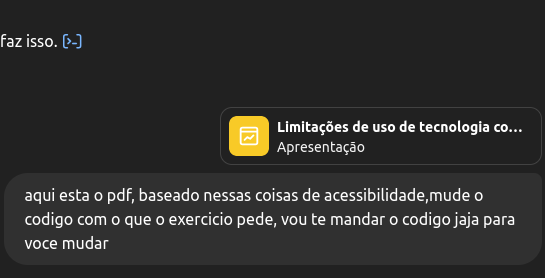 faz isso.
Limitações de uso de tecnologia co...
Apresentação
aqui esta o pdf, baseado nessas coisas de acessibilidade,mude o
codigo com o que o exercicio pede, vou te mandar o codigo jaja para
voce mudar